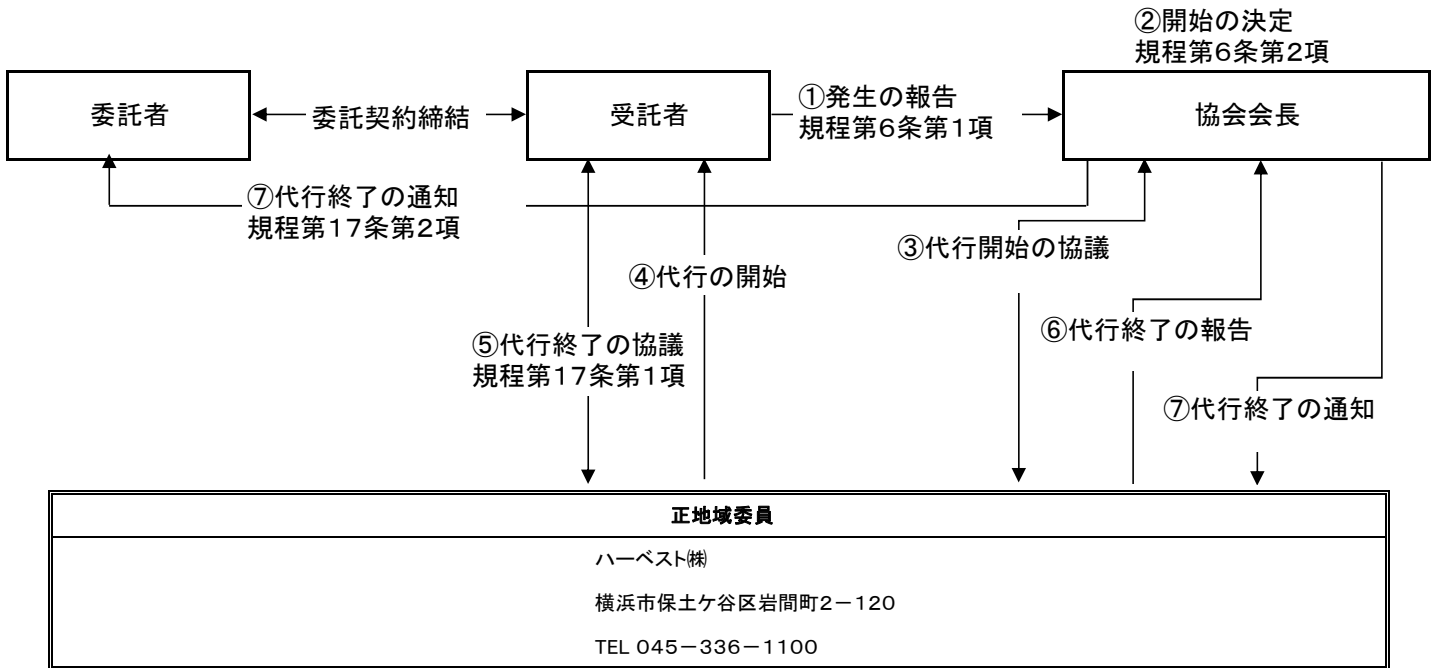 ②開始の決定
規程第6条第2項
委託者
委託契約締結
受託者
①発生の報告
規程第6条第1項
協会会長
⑦代行終了の通知
規程第17条第2項
③代行開始の協議
④代行の開始
⑥代行終了の報告
⑤代行終了の協議
規程第17条第1項
⑦代行終了の通知
正地域委員
ハーベスト㈱
横浜市保土ケ谷区岩間町2-120
TEL 045-336-1100